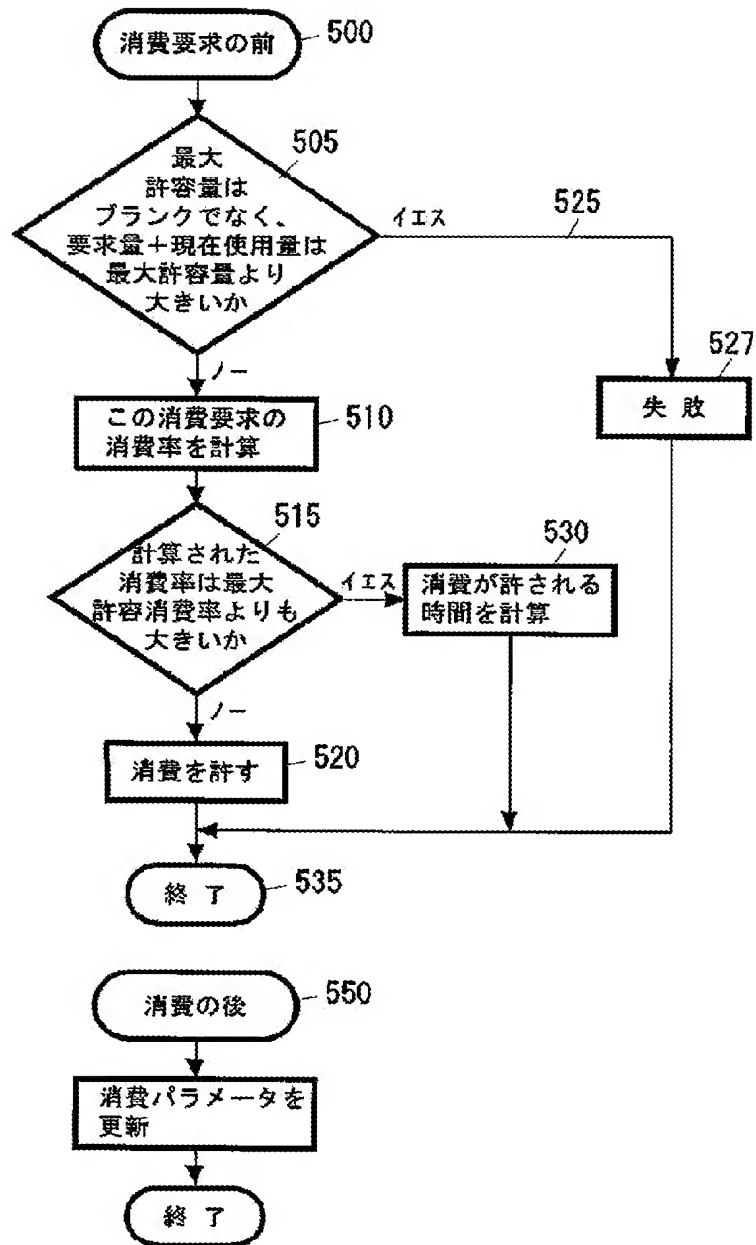 消費要求の前
500
505
最大
許容量は
ブランクでなく、
要求量+現在使用量は
最大許容量より
大きいか
イエス
525
527
失敗
ノー
この消費要求の
消費率を計算
510
515
計算された
消費率は最大
許容消費率よりも
大きいか
イエス
530
消費が許される
時間を計算
ノー
消費を許す
520
終了
535
消費の後
550
消費パラメータを
更新
終了